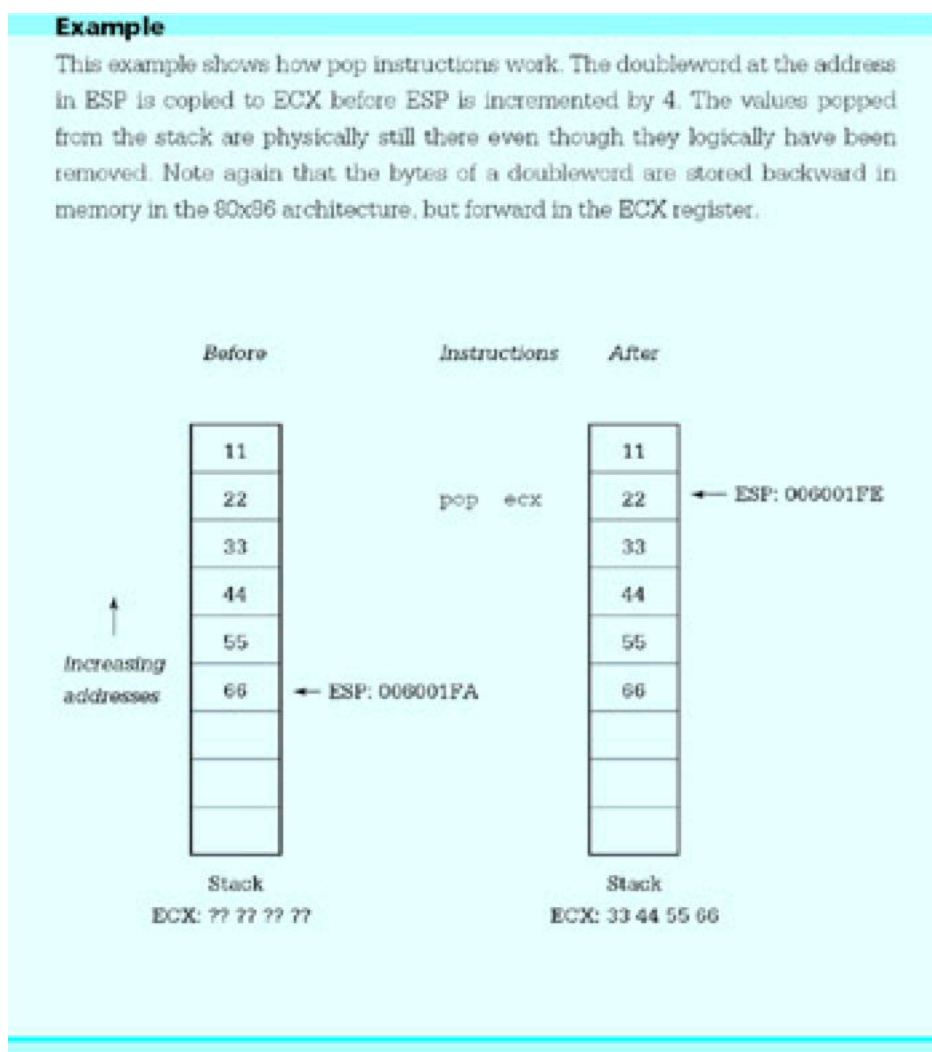 Example
This example shows how pop instructions work. The doubleword at the address
in ESP is copied to ECX before ESP is incremented by 4. The values popped
from the stack are physically still there even though they logically have been
removed. Note again that the bytes of a doubleword are stored backward in
memory in the 80x86 architecture, but forward in the ECX register.
Before Instructions After
11 11
22 pop ecx 22 ESP: 006001FE
33 33
44 44
55 55
Increasing
addresses 66 ESP: 006001FA 66
Stack Stack
ECX: ?? ?? ?? ?? ECX: 33 44 55 66